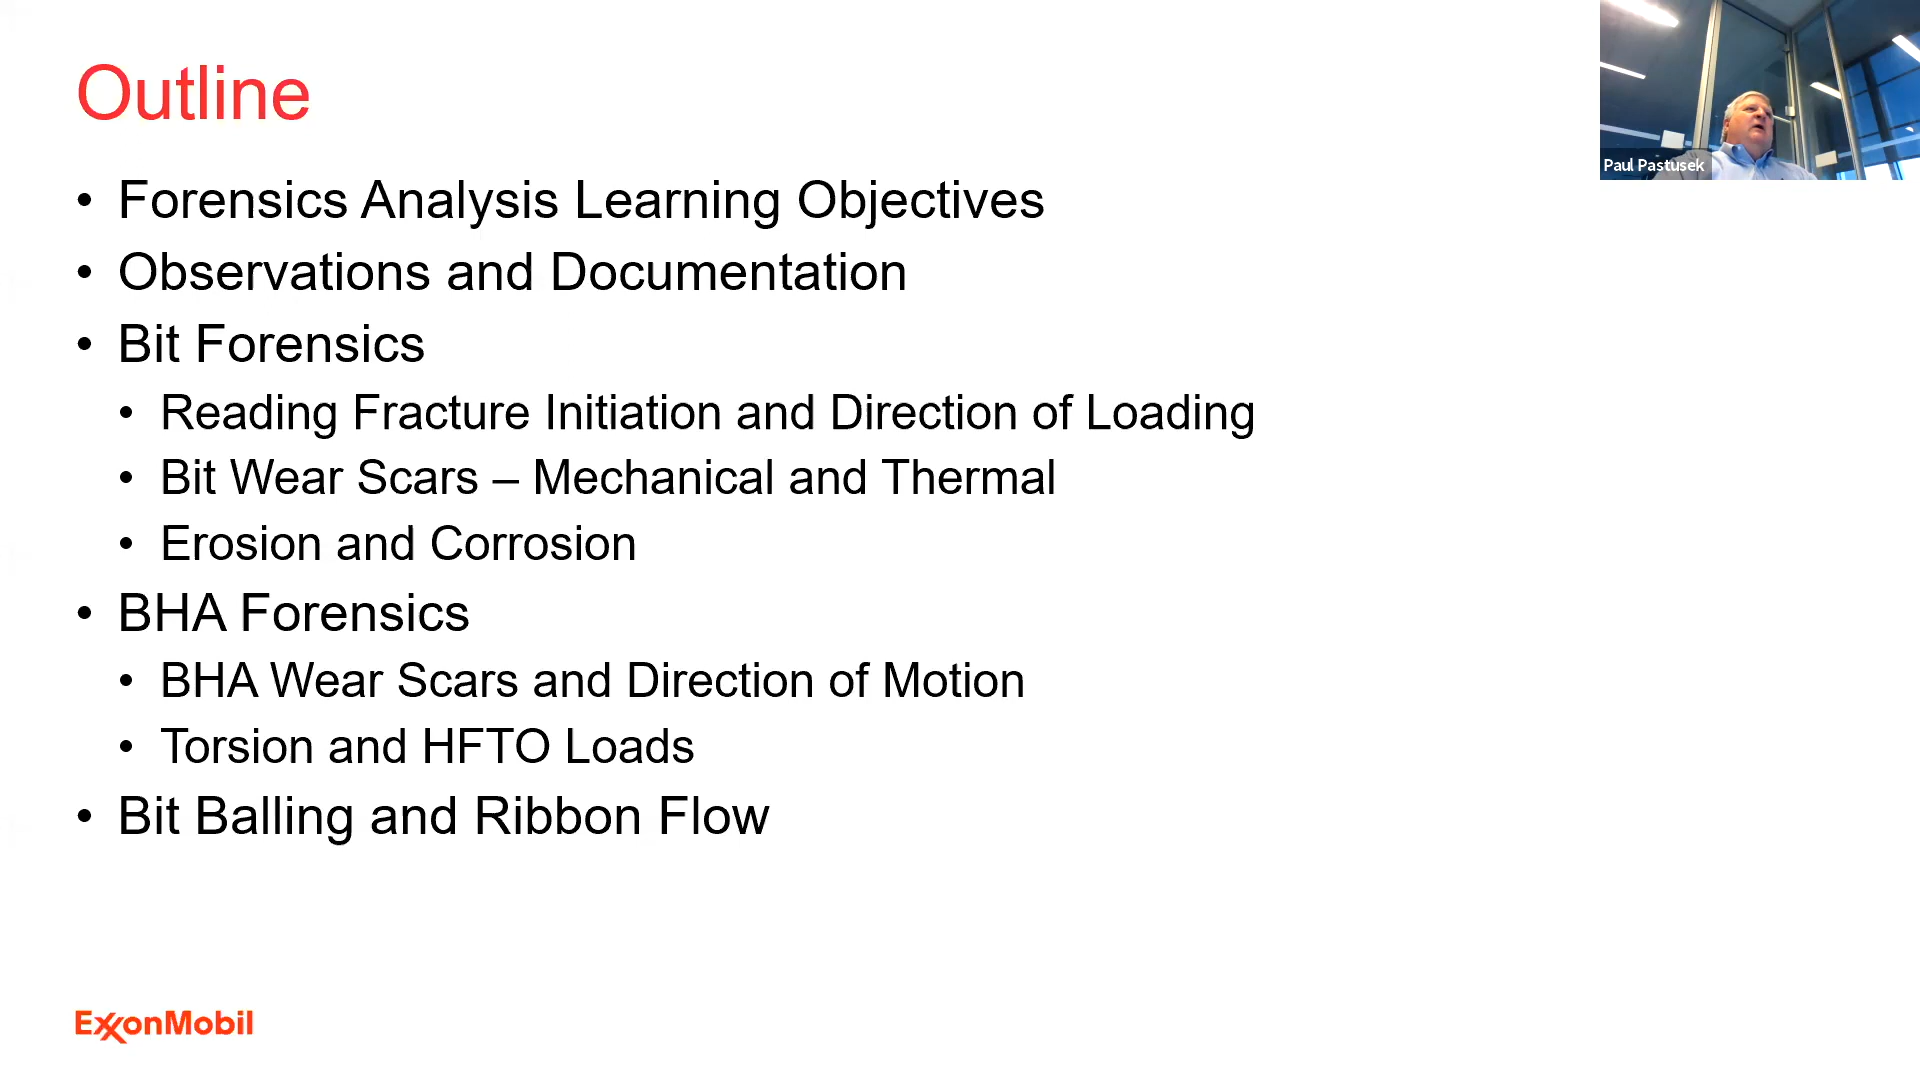 Outline
Paul Pastusek
• Forensics Analysis Learning Objectives
• Observations and Documentation
• Bit Forensics
• Reading Fracture Initiation and Direction of Loading
• Bit Wear Scars – Mechanical and Thermal
• Erosion and Corrosion
• BHA Forensics
• BHA Wear Scars and Direction of Motion
• Torsion and HFTO Loads
• Bit Balling and Ribbon Flow
ExxonMobil